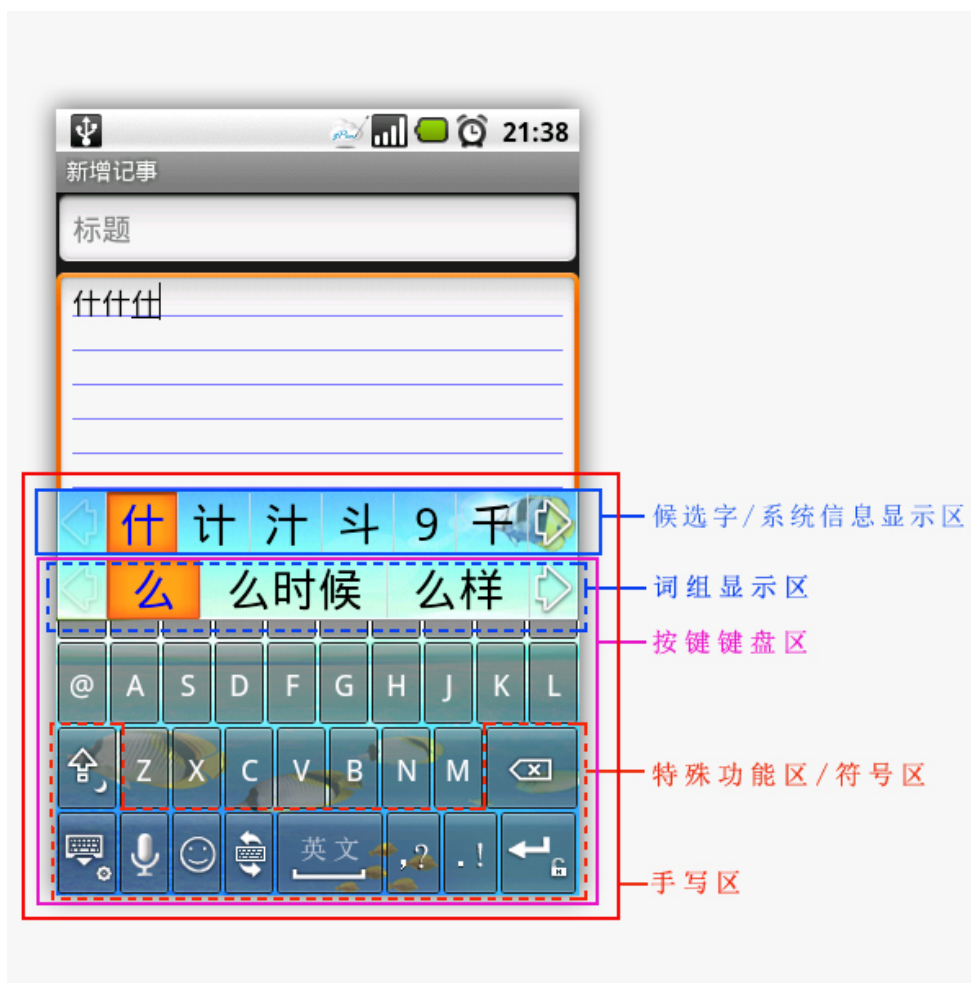 21:38
新增记事
标题
什什什
什 计 汁 斗 9 千
候选字/系统信息显示区
么 么时候 么样
词组显示区
按键键盘区
@ A S D F G H J K L
Z X C V B N M
特殊功能区/符号区
英文 ,? .!
手写区